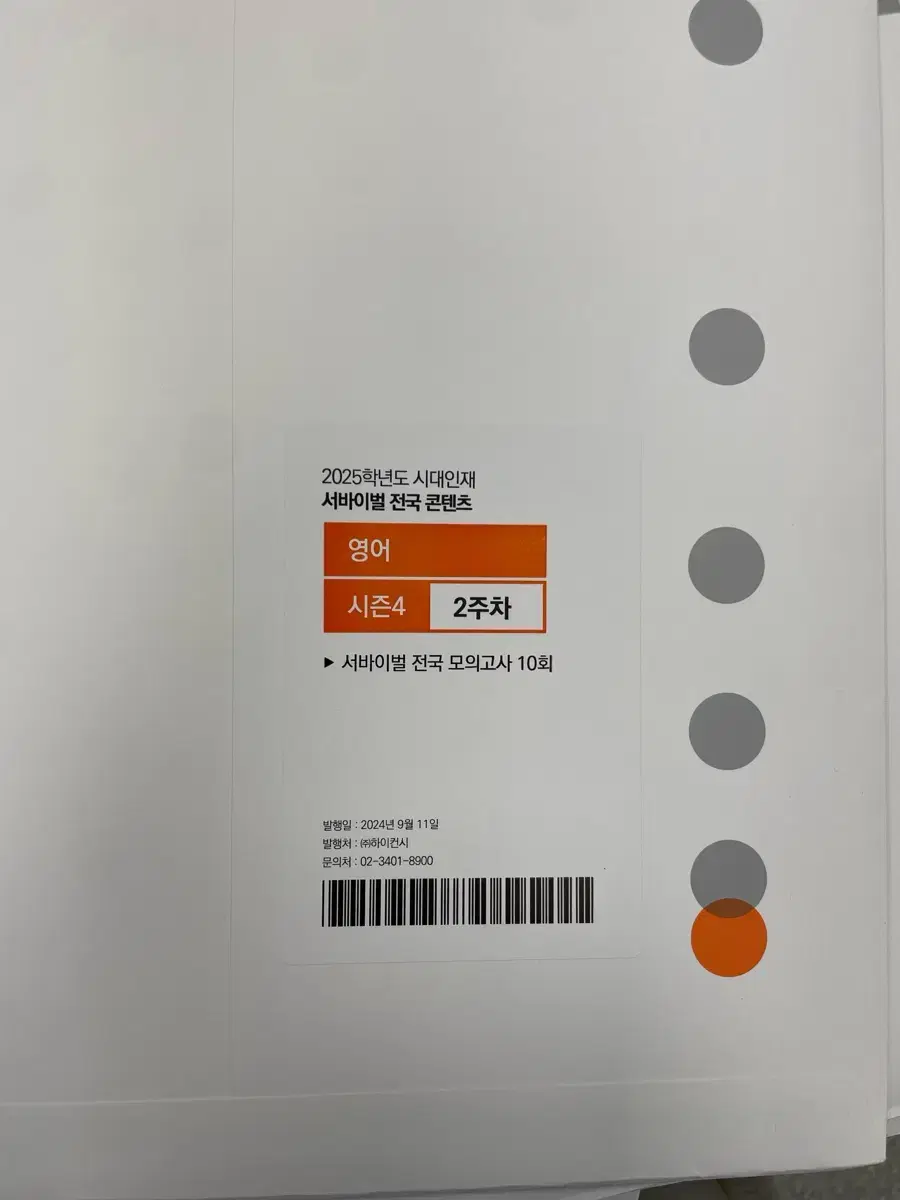 2025학년도 시대인재
서바이벌 전국 콘텐츠
영어
시즌4 2주차
▶ 서바이벌 전국 모의고사 10회
발행일 : 2024년 9월 11일
발행처 : ㈜하이컨시
문의처 : 02-3401-8900